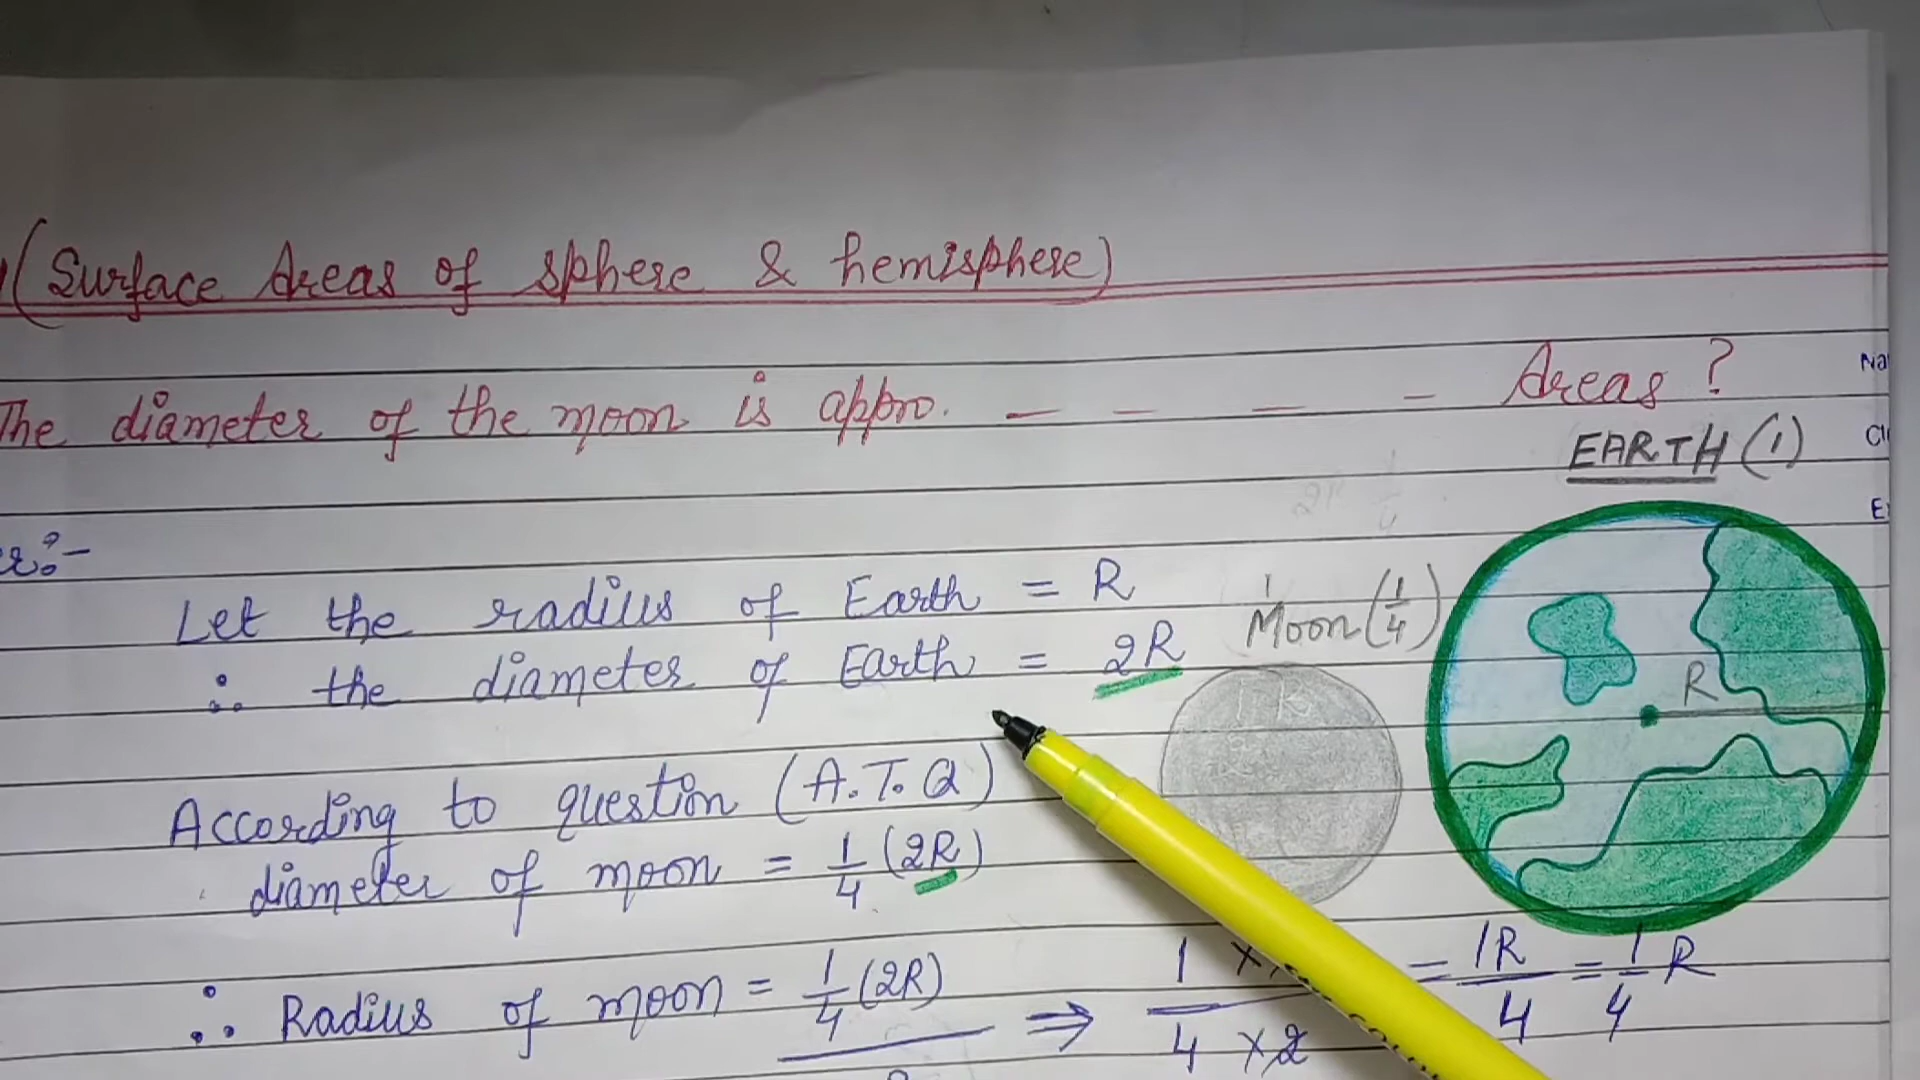 (Surface Areas of sphere & hemisphere)
The diameter of the moon is appro. — — — — Areas?
EARTH (1)
Let the radius of Earth = R
Moon (1/4)
∴ the diameter of Earth = 2R
R
According to question (A.T.Q)
diameter of moon = 1/4 (2R)
∴ Radius of moon = 1/4 (2R) ⇒ 1 × / 4 × 2 = 1R/4 = 1/4 R